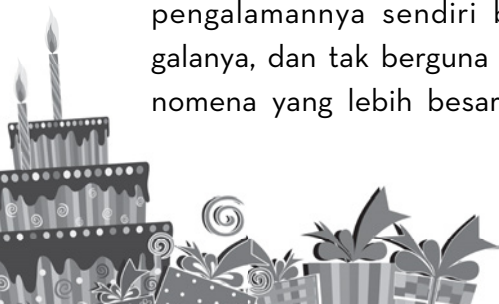 pengalamannya sendiri
galanya, dan tak berguna
nomena yang lebih besar